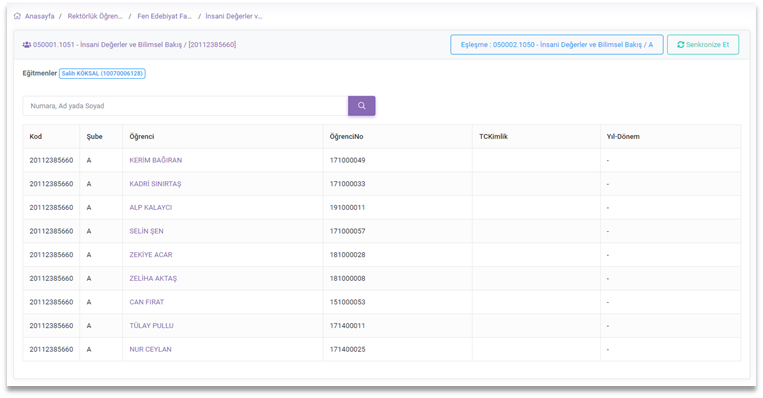 Anasayfa / Rektörlük Öğren... / Fen Edebiyat Fa... / İnsani Değerler v...
050001.1051 - İnsani Değerler ve Bilimsel Bakış / [20112385660]
Eşleşme : 050002.1050 - İnsani Değerler ve Bilimsel Bakış / A
Senkronize Et
Eğitmenler Salih KÖKSAL (10070006128)
Numara, Ad yada Soyad
Kod Şube Öğrenci ÖğrenciNo TCKimlik Yıl-Dönem
20112385660 A KERİM BAĞIRAN 171000049 -
20112385660 A KADRİ SINIRTAŞ 171000033 -
20112385660 A ALP KALAYCI 191000011 -
20112385660 A SELİN ŞEN 171000057 -
20112385660 A ZEKİYE ACAR 181000028 -
20112385660 A ZELİHA AKTAŞ 181000008 -
20112385660 A CAN FIRAT 151000053 -
20112385660 A TÜLAY PULLU 171400011 -
20112385660 A NUR CEYLAN 171400025 -